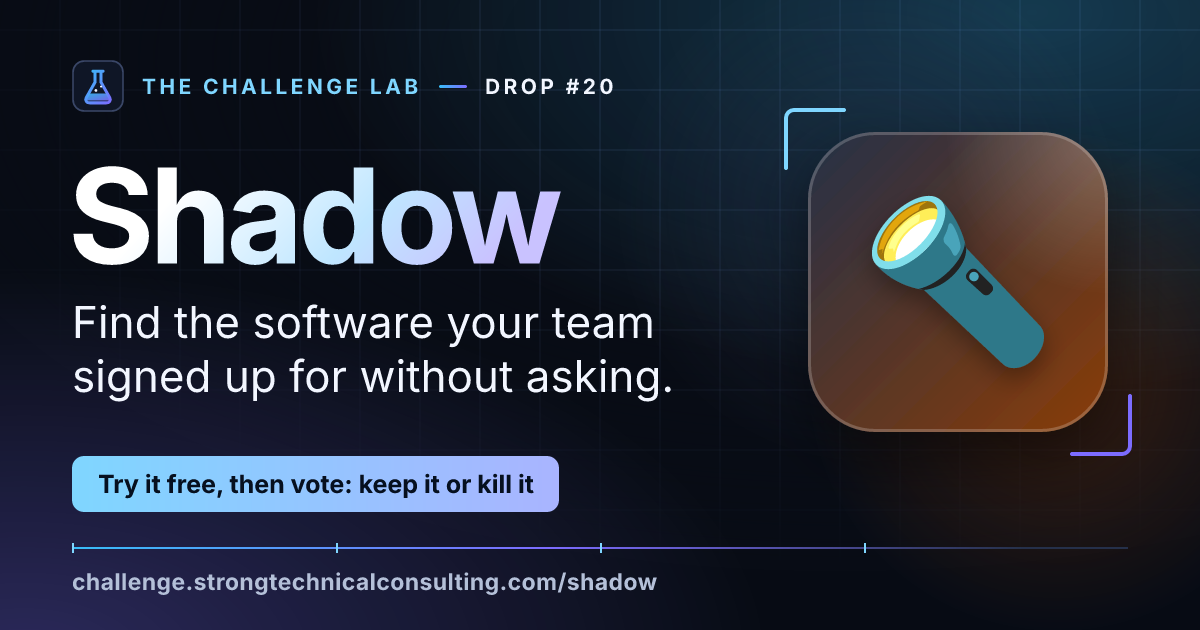 THE CHALLENGE LAB — DROP #20
Shadow
Find the software your team
signed up for without asking.
Try it free, then vote: keep it or kill it
challenge.strongtechnicalconsulting.com/shadow